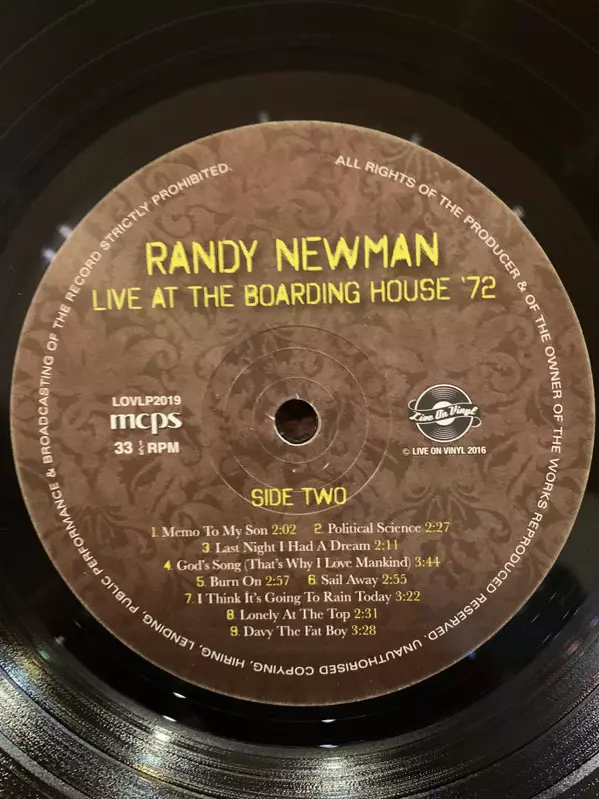 RANDY NEWMAN
LIVE AT THE BOARDING HOUSE '72
LOVLP2019
mcps
33 1/3 RPM
Live On Vinyl
© LIVE ON VINYL 2016
SIDE TWO
1. Memo To My Son 2:02 2. Political Science 2:27
3. Last Night I Had A Dream 2:11
4. God's Song (That's Why I Love Mankind) 3:44
5. Burn On 2:57 6. Sail Away 2:55
7. I Think It's Going To Rain Today 3:22
8. Lonely At The Top 2:31
9. Davy The Fat Boy 3:28
ALL RIGHTS OF THE PRODUCER & OF THE OWNER OF THE WORKS REPRODUCED RESERVED. UNAUTHORISED COPYING, HIRING, LENDING, PUBLIC PERFORMANCE & BROADCASTING OF THE RECORD STRICTLY PROHIBITED.